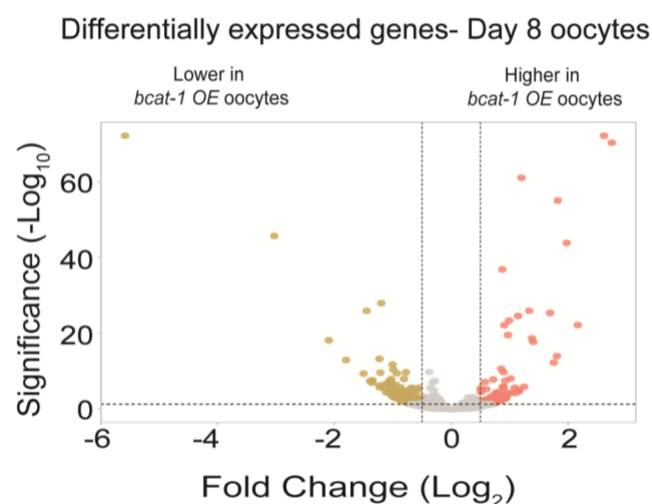 Differentially expressed genes- Day 8 oocytes
Lower in
bcat-1 OE oocytes
Higher in
bcat-1 OE oocytes
Significance (-Log10)
60
40
20
0
-6 -4 -2 0 2
Fold Change (Log2)